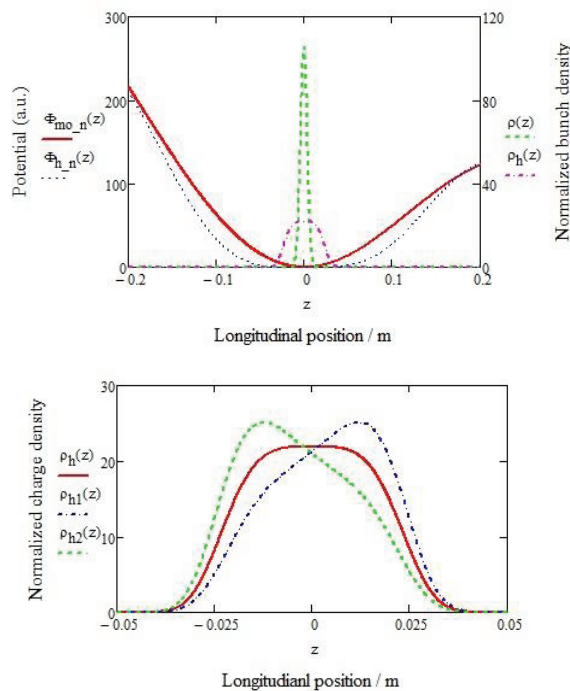 300
200
100
0
Potential (a.u.)
Φmo_n(z)
Φh_n(z)
120
80
40
0
Normalized bunch density
ρ(z)
ρh(z)
−0.2
−0.1
0
0.1
0.2
z
Longitudinal position / m
30
20
10
0
Normalized charge density
ρh(z)
ρh1(z)
ρh2(z)
−0.05
−0.025
0
0.025
0.05
z
Longitudianl position / m